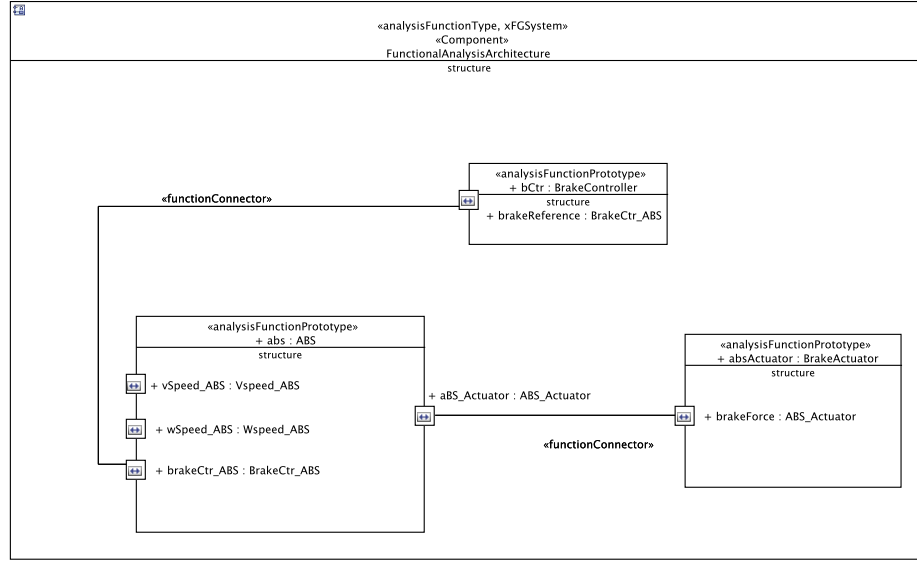 «analysisFunctionType, xFGSystem»
«Component»
FunctionalAnalysisArchitecture
structure
«analysisFunctionPrototype»
+ bCtr : BrakeController
structure
+ brakeReference : BrakeCtr_ABS
«functionConnector»
«analysisFunctionPrototype»
+ abs : ABS
structure
+ vSpeed_ABS : Vspeed_ABS
+ wSpeed_ABS : Wspeed_ABS
+ brakeCtr_ABS : BrakeCtr_ABS
+ aBS_Actuator : ABS_Actuator
«functionConnector»
«analysisFunctionPrototype»
+ absActuator : BrakeActuator
structure
+ brakeForce : ABS_Actuator